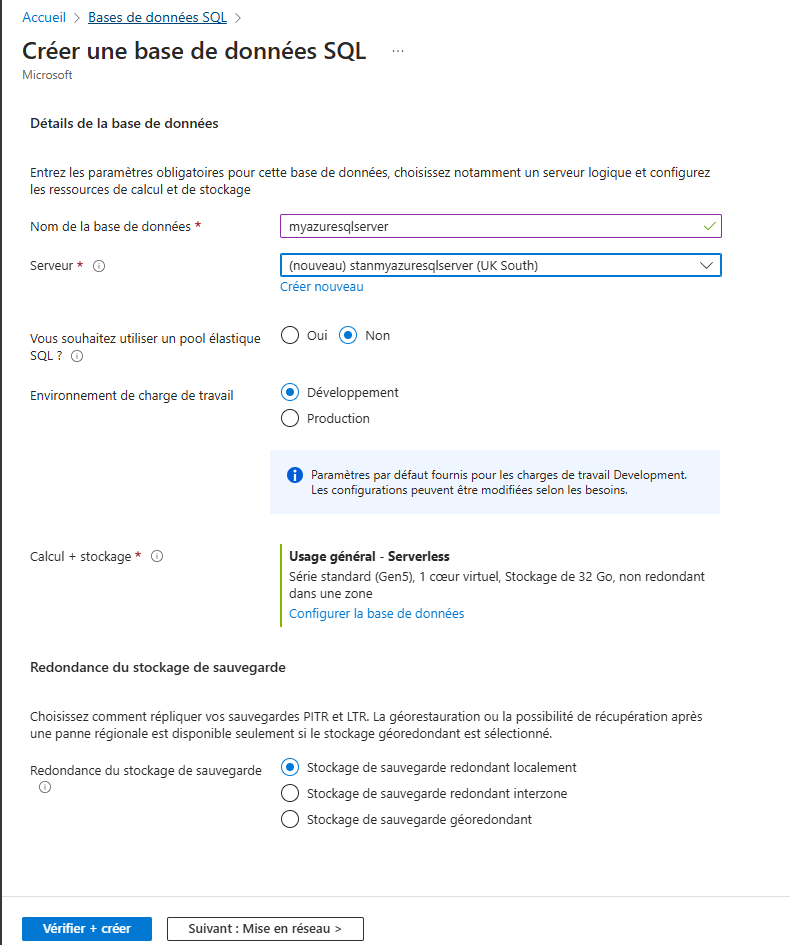 Accueil > Bases de données SQL >
Créer une base de données SQL ...
Microsoft
Détails de la base de données
Entrez les paramètres obligatoires pour cette base de données, choisissez notamment un serveur logique et configurez
les ressources de calcul et de stockage
Nom de la base de données * myazuresqlserver
Serveur * (nouveau) stanmyazuresqlserver (UK South)
Créer nouveau
Vous souhaitez utiliser un pool élastique
SQL ? Oui Non
Environnement de charge de travail Développement
Production
Paramètres par défaut fournis pour les charges de travail Development.
Les configurations peuvent être modifiées selon les besoins.
Calcul + stockage * Usage général - Serverless
Série standard (Gen5), 1 cœur virtuel, Stockage de 32 Go, non redondant
dans une zone
Configurer la base de données
Redondance du stockage de sauvegarde
Choisissez comment répliquer vos sauvegardes PITR et LTR. La géorestauration ou la possibilité de récupération après
une panne régionale est disponible seulement si le stockage géoredondant est sélectionné.
Redondance du stockage de sauvegarde Stockage de sauvegarde redondant localement
Stockage de sauvegarde redondant interzone
Stockage de sauvegarde géoredondant
Vérifier + créer Suivant : Mise en réseau >